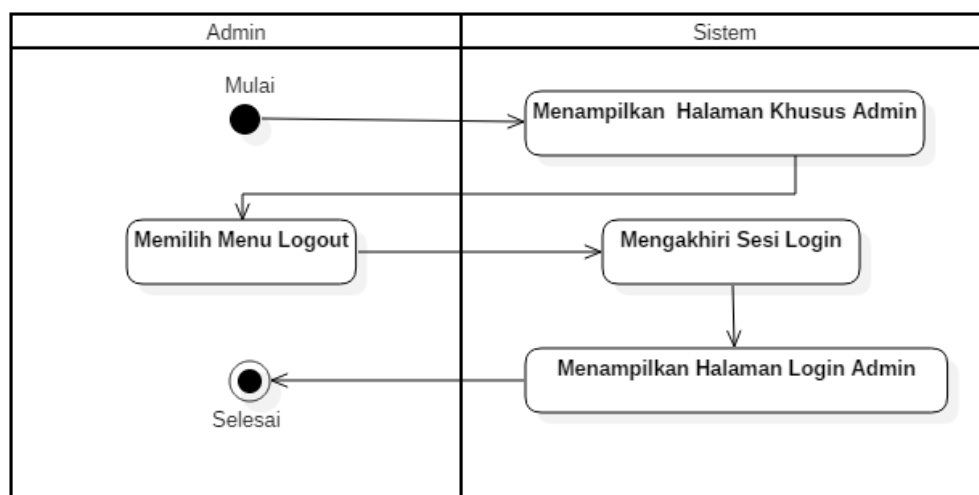 Admin
Sistem
Mulai
Menampilkan  Halaman Khusus Admin
Memilih Menu Logout
Mengakhiri Sesi Login
Menampilkan Halaman Login Admin
Selesai